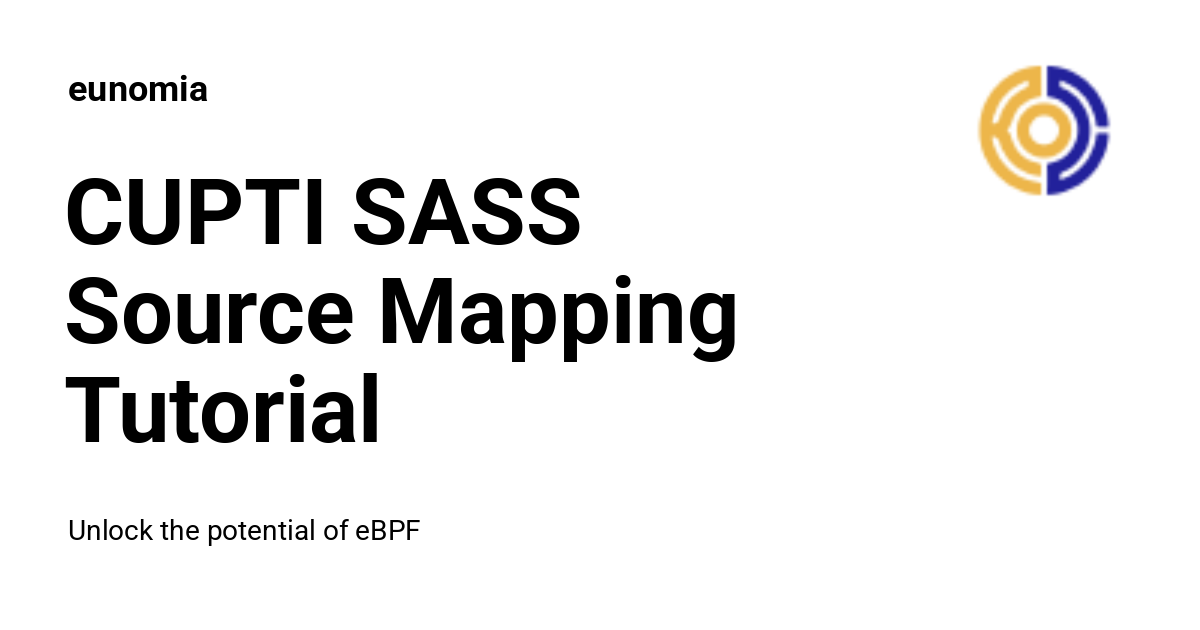 eunomia
CUPTI SASS
Source Mapping
Tutorial
Unlock the potential of eBPF